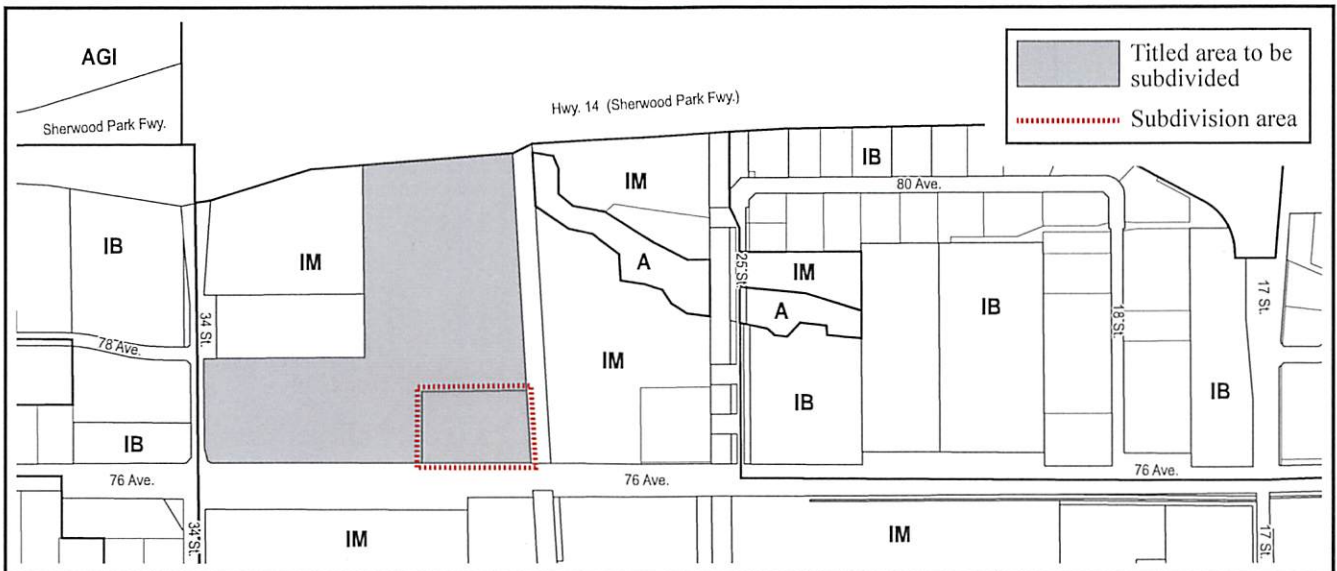 AGI
Sherwood Park Fwy.
Hwy. 14 (Sherwood Park Fwy.)
Titled area to be
subdivided
Subdivision area
IB
IM
IM
IB
80 Ave.
A
25 St.
IM
A
IB
17 St.
34 St.
78 Ave.
IM
18 St.
IB
IB
IB
76 Ave.
76 Ave.
76 Ave.
34 St.
IM
IM
17 St.